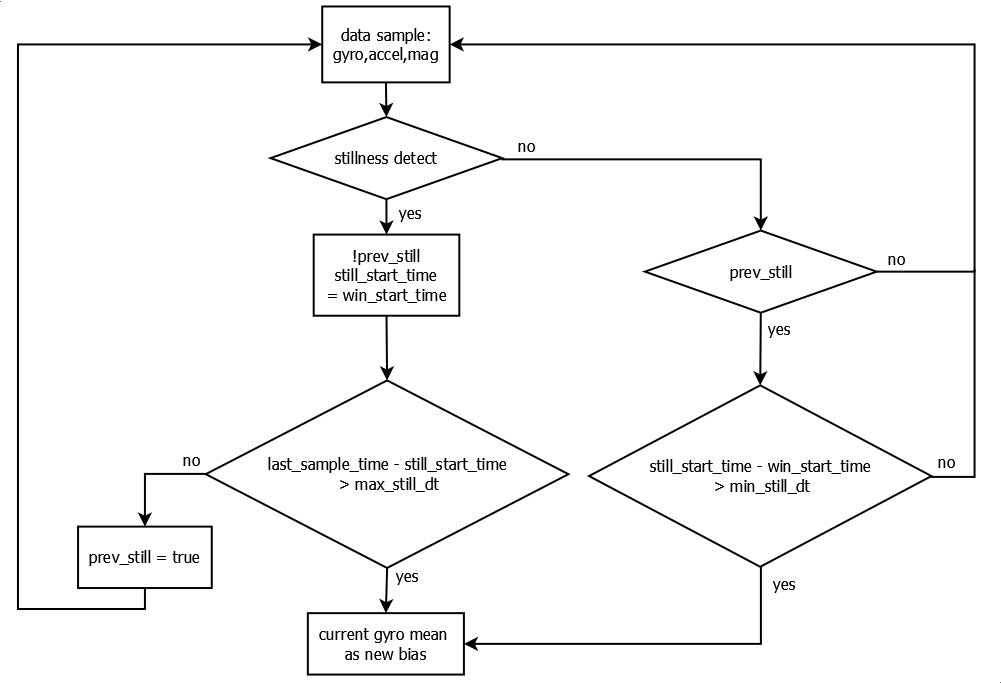 data sample:
gyro,accel,mag
stillness detect
no
yes
!prev_still
still_start_time
= win_start_time
prev_still
no
yes
last_sample_time - still_start_time
> max_still_dt
no
yes
prev_still = true
still_start_time - win_start_time
> min_still_dt
no
yes
current gyro mean
as new bias